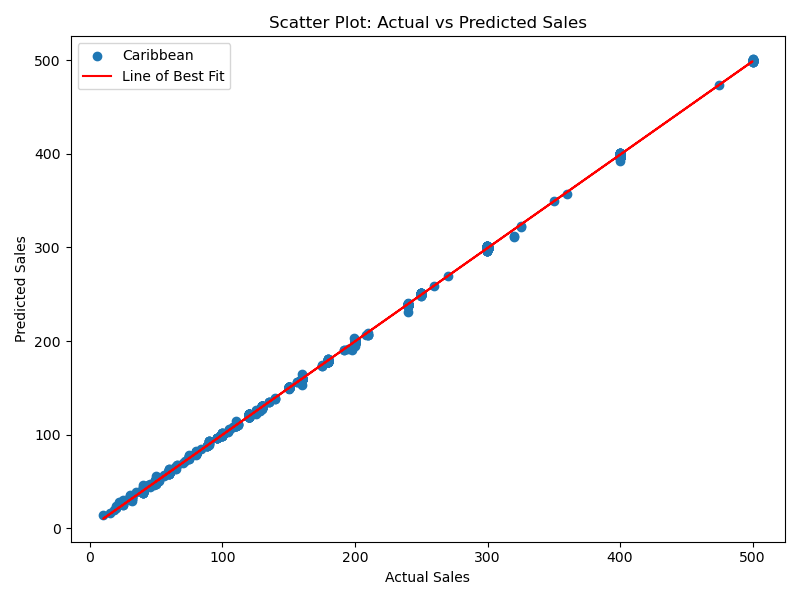 Scatter Plot: Actual vs Predicted Sales
Caribbean
Line of Best Fit
500
400
300
200
100
0
Predicted Sales
0 100 200 300 400 500
Actual Sales